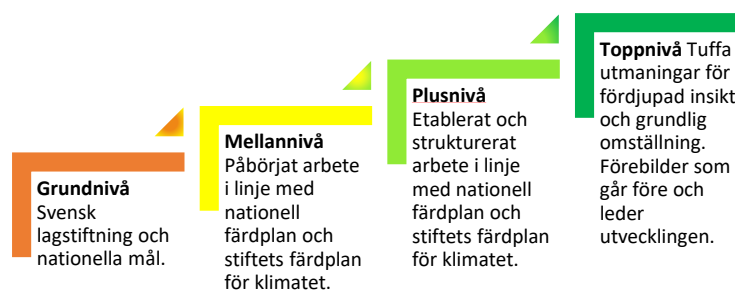 Grundnivå
Svensk
lagstiftning och
nationella mål.
Mellannivå
Påbörjat arbete
i linje med
nationell
färdplan och
stiftets färdplan
för klimatet.
Plusnivå
Etablerat och
strukturerat
arbete i linje
med nationell
färdplan och
stiftets färdplan
för klimatet.
Toppnivå Tuffa
utmaningar för
fördjupad insikt
och grundlig
omställning.
Förebilder som
går före och
leder
utvecklingen.